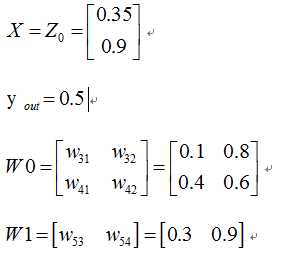 X = Z₀ = [0.35; 0.9]
y out = 0.5
W0 = [w₃₁ w₃₂; w₄₁ w₄₂] = [0.1 0.8; 0.4 0.6]
W1 = [w₅₃ w₅₄] = [0.3 0.9]